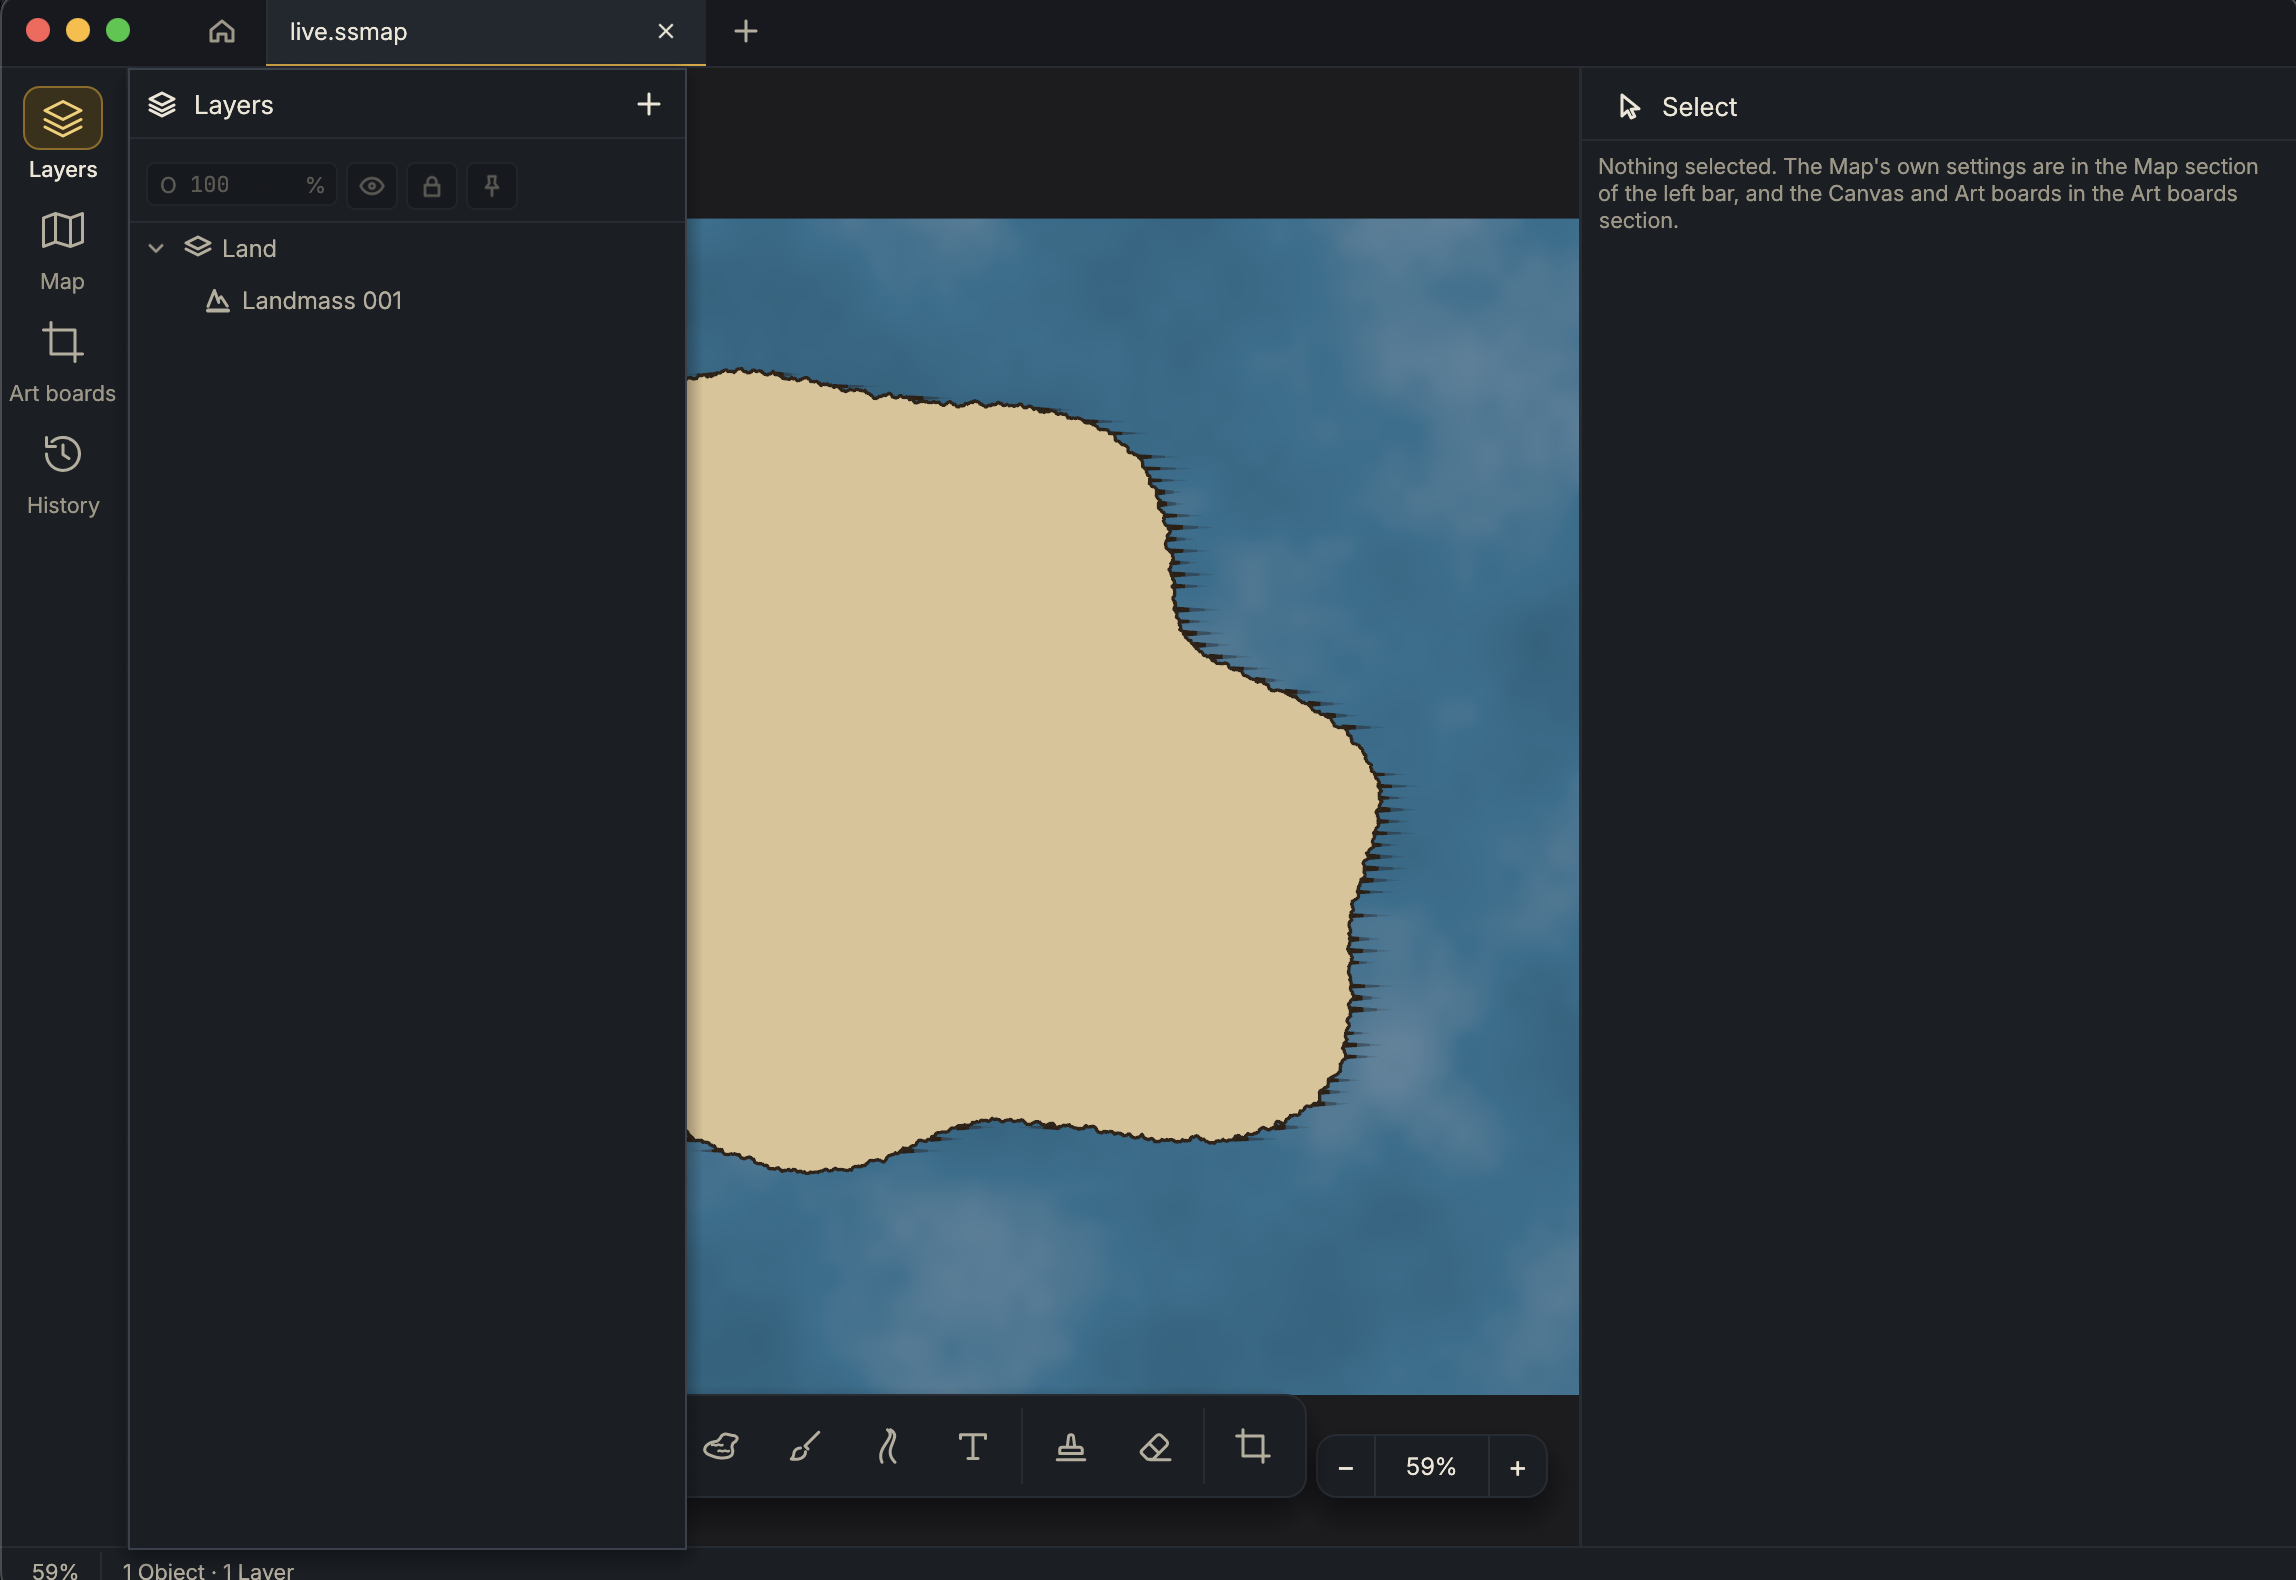 live.ssmap
Layers
Map
Art boards
History
Layers
O 100 %
Land
Landmass 001
Select
Nothing selected. The Map's own settings are in the Map section
of the left bar, and the Canvas and Art boards in the Art boards
section.
59%
59%
1 Object · 1 Layer